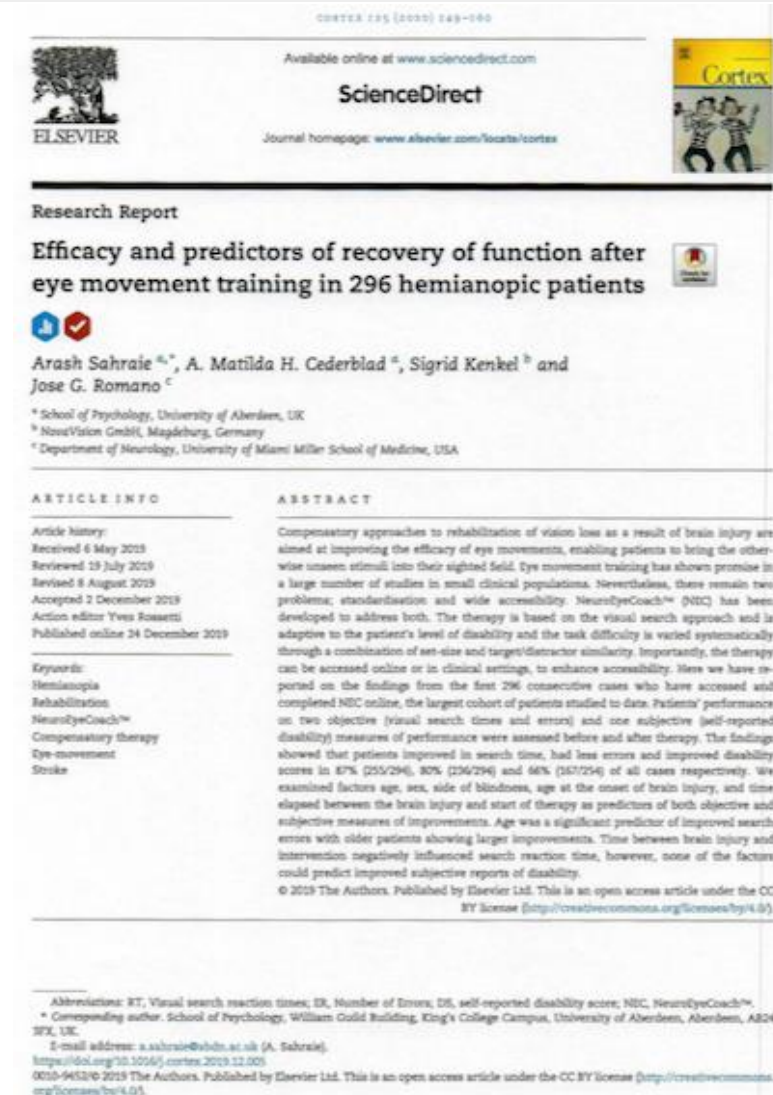 CORTEX 125 (2020) 249–260
Available online at www.sciencedirect.com
ScienceDirect
Journal homepage: www.elsevier.com/locate/cortex
ELSEVIER
Cortex
Research Report
Efficacy and predictors of recovery of function after
eye movement training in 296 hemianopic patients
Check for
updates
Arash Sahraie a,*, A. Matilda H. Cederblad a, Sigrid Kenkel b and
Jose G. Romano c
a School of Psychology, University of Aberdeen, UK
b NovaVision GmbH, Magdeburg, Germany
c Department of Neurology, University of Miami Miller School of Medicine, USA
ARTICLE INFO
Article history:
Received 6 May 2019
Reviewed 19 July 2019
Revised 8 August 2019
Accepted 2 December 2019
Action editor Yves Rossetti
Published online 24 December 2019
Keywords:
Hemianopia
Rehabilitation
NeuroEyeCoach™
Compensatory therapy
Eye-movement
Stroke
ABSTRACT
Compensatory approaches to rehabilitation of vision loss as a result of brain injury are
aimed at improving the efficacy of eye movements, enabling patients to bring the other-
wise unseen stimuli into their sighted field. Eye movement training has shown promise in
a large number of studies in small clinical populations. Nevertheless, there remain two
problems; standardisation and wide accessibility. NeuroEyeCoach™ (NEC) has been
developed to address both. The therapy is based on the visual search approach and is
adaptive to the patient's level of disability and the task difficulty is varied systematically
through a combination of set-size and target/distractor similarity. Importantly, the therapy
can be accessed online or in clinical settings, to enhance accessibility. Here we have re-
ported on the findings from the first 296 consecutive cases who have accessed and
completed NEC online, the largest cohort of patients studied to date. Patients' performance
on two objective (visual search times and errors) and one subjective (self-reported
disability) measures of performance were assessed before and after therapy. The findings
showed that patients improved in search time, had less errors and improved disability
scores in 87% (255/294), 80% (236/294) and 66% (167/254) of all cases respectively. We
examined factors age, sex, side of blindness, age at the onset of brain injury, and time
elapsed between the brain injury and start of therapy as predictors of both objective and
subjective measures of improvements. Age was a significant predictor of improved search
errors with older patients showing larger improvements. Time between brain injury and
intervention negatively influenced search reaction time, however, none of the factors
could predict improved subjective reports of disability.
© 2019 The Authors. Published by Elsevier Ltd. This is an open access article under the CC
BY license (http://creativecommons.org/licenses/by/4.0/).
Abbreviations: RT, Visual search reaction times; ER, Number of Errors; DS, self-reported disability score; NEC, NeuroEyeCoach™.
* Corresponding author. School of Psychology, William Guild Building, King's College Campus, University of Aberdeen, Aberdeen, AB24
3FX, UK.
E-mail address: a.sahraie@abdn.ac.uk (A. Sahraie).
https://doi.org/10.1016/j.cortex.2019.12.005
0010-9452/© 2019 The Authors. Published by Elsevier Ltd. This is an open access article under the CC BY license (http://creativecommons.
org/licenses/by/4.0/).